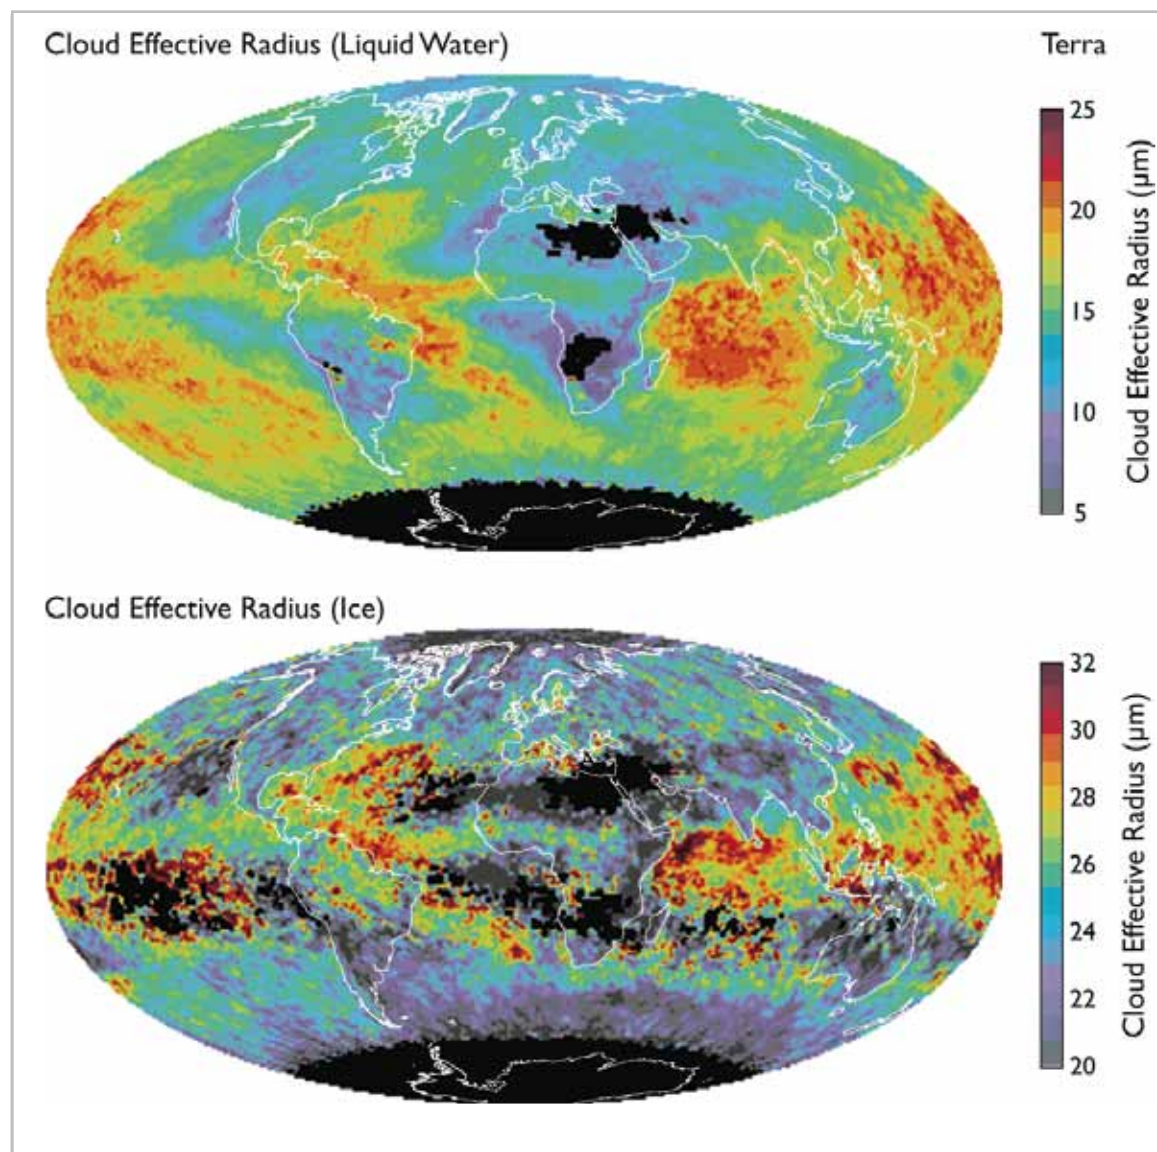 Cloud Effective Radius (Liquid Water)
Terra
25
20
15
10
5
Cloud Effective Radius (µm)
Cloud Effective Radius (Ice)
32
30
28
26
24
22
20
Cloud Effective Radius (µm)